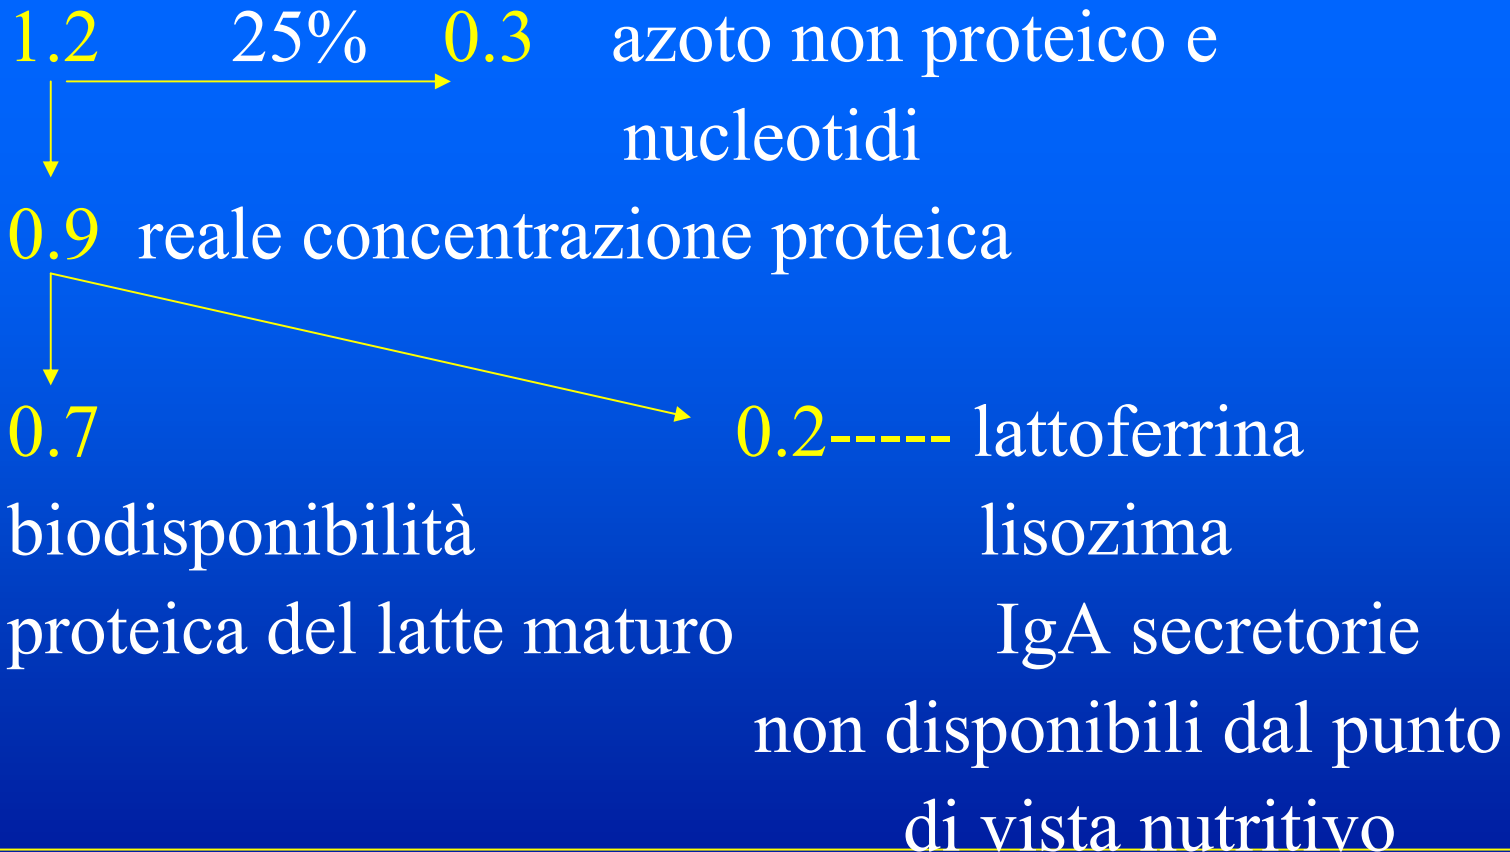 1.2 25% 0.3 azoto non proteico e
nucleotidi
0.9 reale concentrazione proteica
0.7 0.2----- lattoferrina
biodisponibilità lisozima
proteica del latte maturo IgA secretorie
non disponibili dal punto
di vista nutritivo